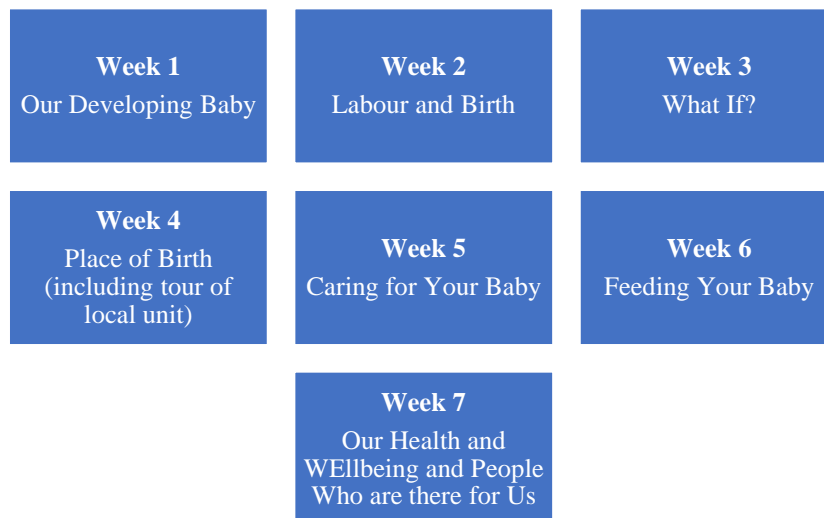 Week 1
Our Developing Baby
Week 2
Labour and Birth
Week 3
What If?
Week 4
Place of Birth
(including tour of
local unit)
Week 5
Caring for Your Baby
Week 6
Feeding Your Baby
Week 7
Our Health and
WEllbeing and People
Who are there for Us